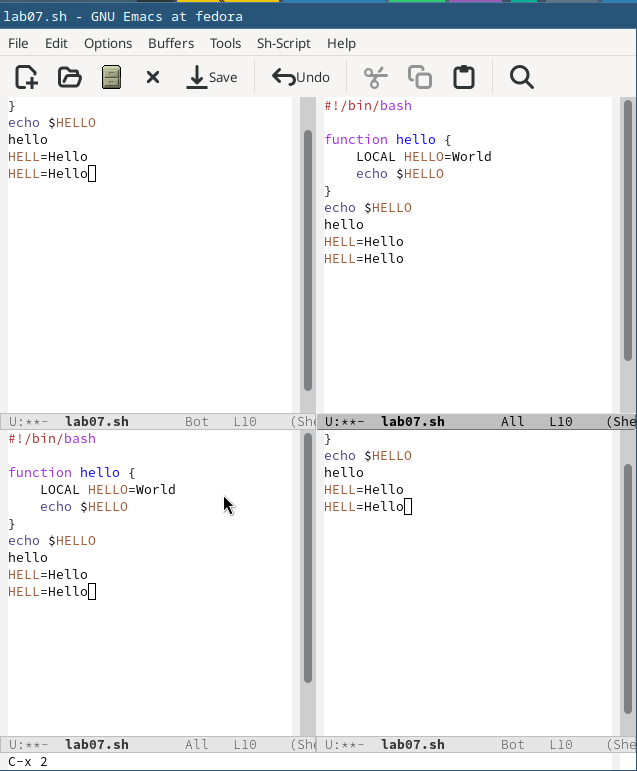 lab07.sh - GNU Emacs at fedora
File Edit Options Buffers Tools Sh-Script Help
Save Undo
}
echo $HELLO
hello
HELL=Hello
HELL=Hello
U:**- lab07.sh Bot L10 (She
#!/bin/bash
function hello {
LOCAL HELLO=World
echo $HELLO
}
echo $HELLO
hello
HELL=Hello
HELL=Hello
U:**- lab07.sh All L10 (She
#!/bin/bash
function hello {
LOCAL HELLO=World
echo $HELLO
}
echo $HELLO
hello
HELL=Hello
HELL=Hello
U:**- lab07.sh All L10 (She
}
echo $HELLO
hello
HELL=Hello
HELL=Hello
U:**- lab07.sh Bot L10 (She
C-x 2